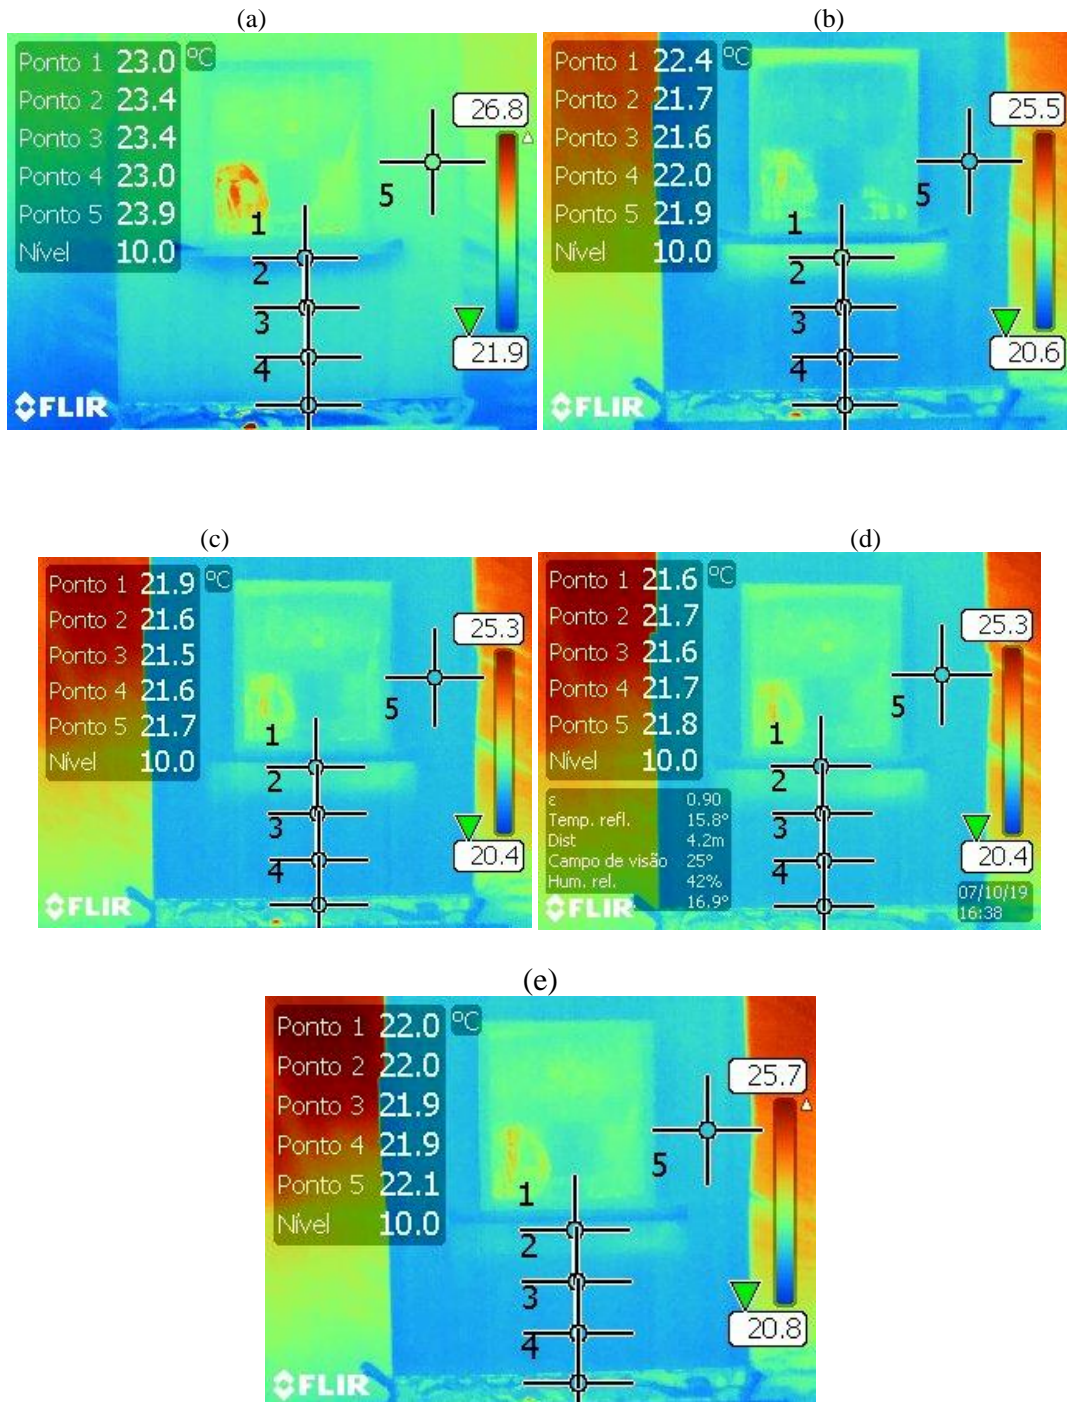 (a)
Ponto 1 23.0 ºC
Ponto 2 23.4
Ponto 3 23.4
Ponto 4 23.0
Ponto 5 23.9
Nível 10.0
26.8
5
1
2
3
4
21.9
FLIR
(b)
Ponto 1 22.4 ºC
Ponto 2 21.7
Ponto 3 21.6
Ponto 4 22.0
Ponto 5 21.9
Nível 10.0
25.5
5
1
2
3
4
20.6
FLIR
(c)
Ponto 1 21.9 ºC
Ponto 2 21.6
Ponto 3 21.5
Ponto 4 21.6
Ponto 5 21.7
Nível 10.0
25.3
5
1
2
3
4
20.4
FLIR
(d)
Ponto 1 21.6 ºC
Ponto 2 21.7
Ponto 3 21.6
Ponto 4 21.7
Ponto 5 21.8
Nível 10.0
25.3
5
1
2
3
4
20.4
ε 0.90
Temp. refl. 15.8°
Dist 4.2m
Campo de visão 25°
Hum. rel. 42%
16.9°
FLIR
07/10/19
16:38
(e)
Ponto 1 22.0 ºC
Ponto 2 22.0
Ponto 3 21.9
Ponto 4 21.9
Ponto 5 22.1
Nível 10.0
25.7
5
1
2
3
4
20.8
FLIR